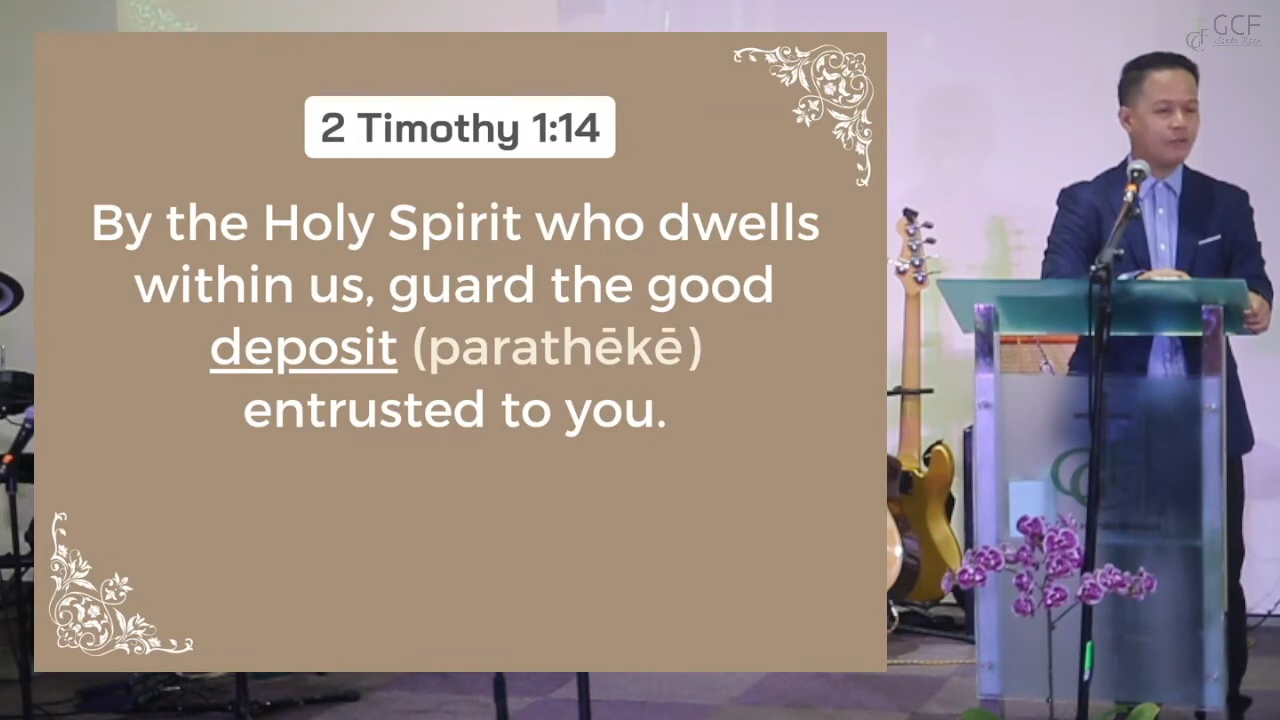 GCF
2 Timothy 1:14
By the Holy Spirit who dwells
within us, guard the good
deposit (parathēkē)
entrusted to you.